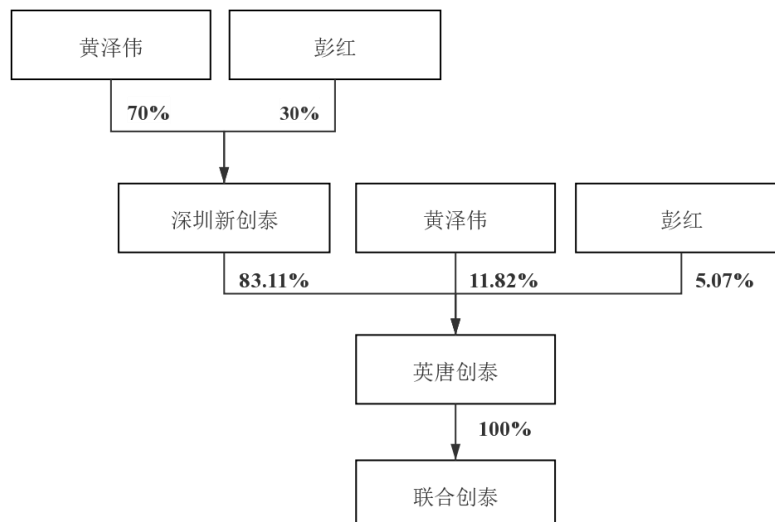 黄泽伟
彭红
70%
30%
深圳新创泰
黄泽伟
彭红
83.11%
11.82%
5.07%
英唐创泰
100%
联合创泰